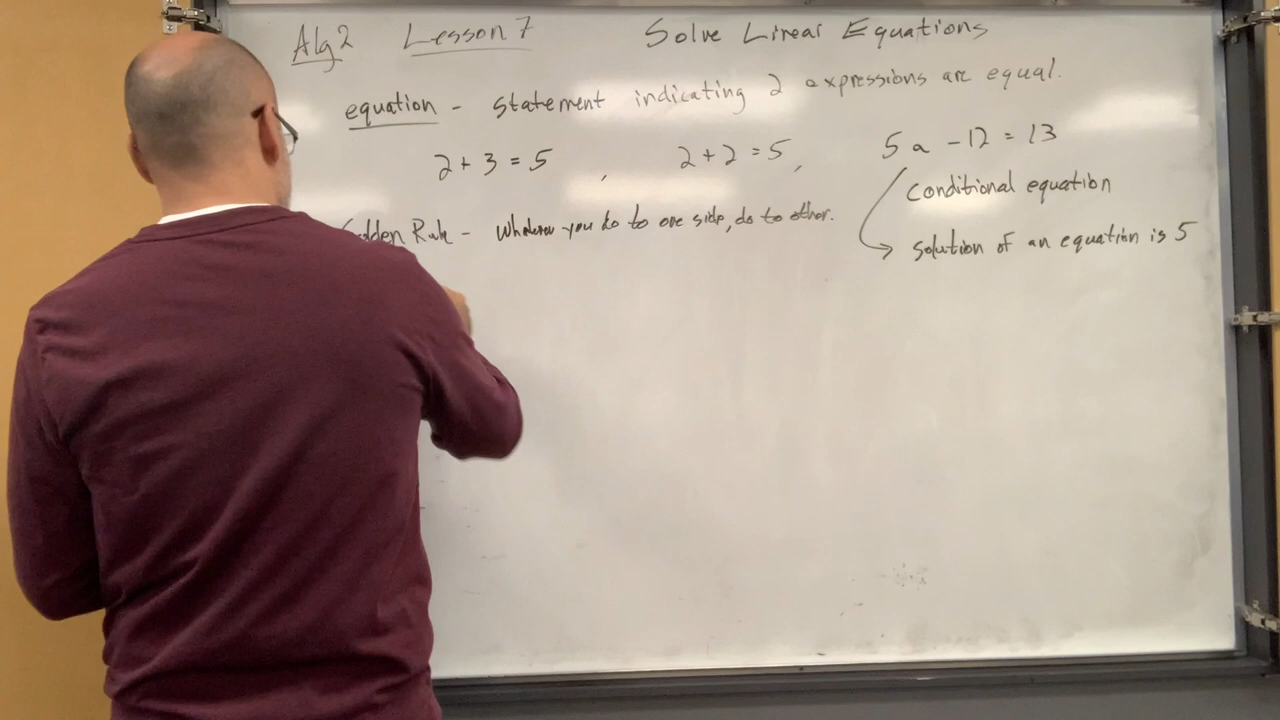 Alg 2 Lesson 7 Solve Linear Equations
equation - statement indicating 2 expressions are equal.
2 + 3 = 5 , 2 + 2 = 5 , 5a - 12 = 13
conditional equation
Golden Rule - Whatever you do to one side, do to other.
solution of an equation is 5